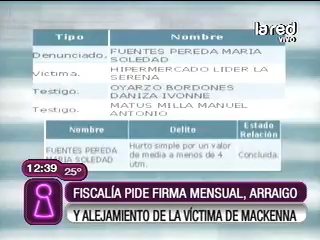 la red
vivo
Tipo Nombre
Denunciado, FUENTES PEREDA MARIA
SOLEDAD
Víctima. HIPERMERCADO LIDER LA
SERENA
Testigo. OYARZO BORDONES
DANIZA IVONNE
Testigo. MATUS MILLA MANUEL
ANTONIO
Nombre Delito Estado
Relación
FUENTES PEREDA
MARIA SOLEDAD
Hurto simple por un valor
de media a menos de 4
utm.
Concluida.
12:39 25°
FISCALÍA PIDE FIRMA MENSUAL, ARRAIGO
Y ALEJAMIENTO DE LA VÍCTIMA DE MACKENNA